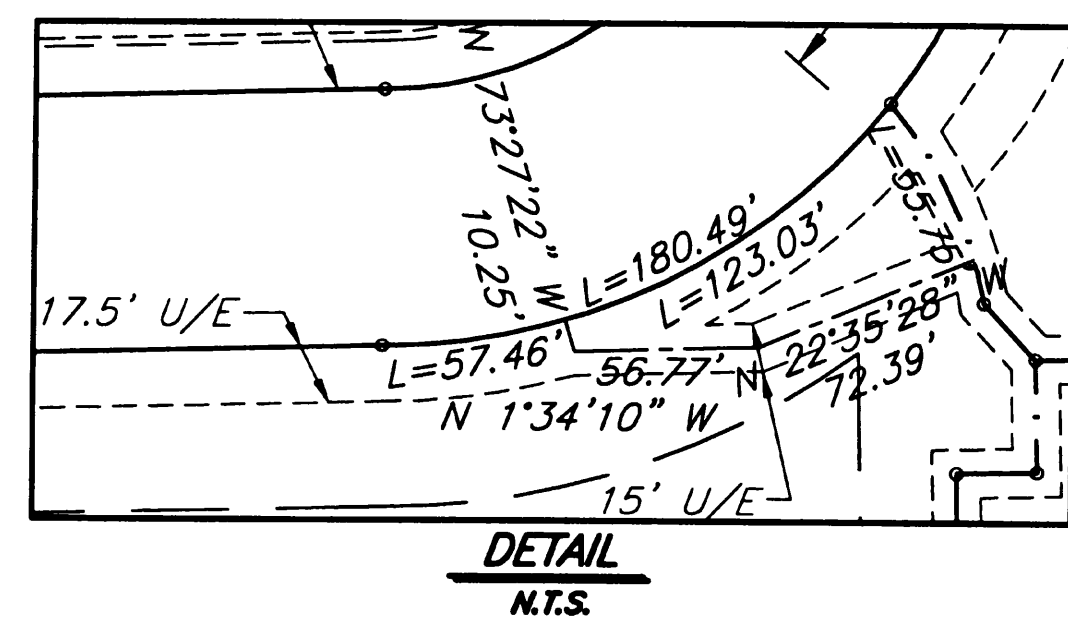 W
73°27'22" W
10.25'
L=180.49'
L=123.03'
L=55.75'
17.5' U/E
L=57.46'
56.77'
N 1°34'10" W
N 22°35'28" W
72.39'
15' U/E
DETAIL
N.T.S.